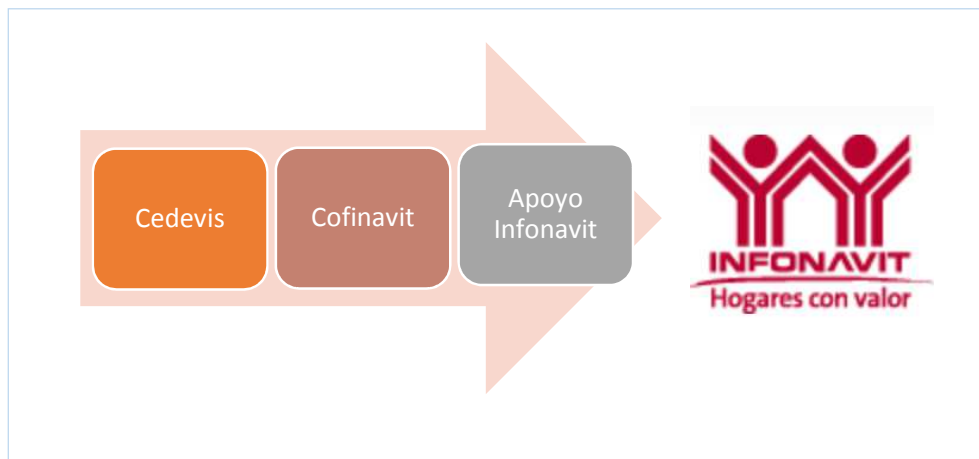 Cedevis
Cofinavit
Apoyo
Infonavit
INFONAVIT
Hogares con valor